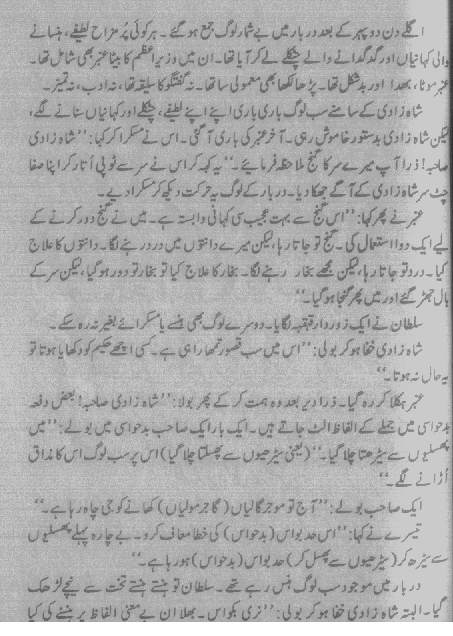 اگلے دن دوپہر کے بعد دربار میں بے شمار لوگ جمع ہوگئے۔ ہر کوئی پُر مزاح لطیفے، ہنسانے
والی کہانیاں اور گدگدانے والے چٹکلے لے کر آیا تھا۔ ان میں وزیراعظم کا بیٹا عنبر بھی شامل تھا۔
عنبر موٹا، بھدا اور بدشکل تھا۔ پڑھا لکھا بھی معمولی سا تھا۔ نہ گفتگو کا سلیقہ تھا، نہ ادب، نہ تمیز۔
شاہ زادی کے سامنے سب لوگ باری باری اپنے اپنے لطیفے، چٹکلے اور کہانیاں سنانے لگے،
لیکن شاہ زادی بدستور خاموش رہی۔ آخر عنبر کی باری آگئی۔ اس نے مسکرا کر کہا: ’’شاہ زادی
صاحبہ! ذرا آپ میرے سر کا گنج ملاحظہ فرمائیے۔‘‘ یہ کہہ کر اس نے سر سے ٹوپی اُتار کر اپنا صفا
چٹ سر شاہ زادی کے آگے جھکا دیا۔ دربار کے لوگ یہ حرکت دیکھ کر مسکرا دیے۔
عنبر نے پھر کہا: ’’اس گنج سے بہت عجیب سی کہانی وابستہ ہے۔ میں نے گنج دور کرنے کے
لیے ایک دوا استعمال کی۔ گنج تو جاتا رہا، لیکن میرے دانتوں میں درد رہنے لگا۔ دانتوں کا علاج
کیا۔ درد تو جاتا رہا، لیکن مجھے بخار رہنے لگا۔ بخار کا علاج کیا تو بخار تو دور ہوگیا، لیکن سر کے
بال جھڑ گئے اور میں پھر گنجا ہوگیا۔‘‘
سلطان نے ایک زور دار قہقہہ لگایا۔ دوسرے لوگ بھی ہنسے یا مسکرائے بغیر نہ رہ سکے۔
شاہ زادی خفا ہو کر بولی: ’’اس میں سب قصور تمھارا ہی ہے۔ کسی اچھے حکیم کو دکھایا ہوتا تو
یہ حال نہ ہوتا۔‘‘
عنبر ہکلا کر رہ گیا۔ ذرا دیر بعد وہ ہمت کر کے پھر بولا: ’’شاہ زادی صاحبہ! بعض دفعہ
بدحواسی میں جملے کے الفاظ الٹ جاتے ہیں۔ ایک بار ایک صاحب بدحواسی میں بولے: ’’میں
پھسلیوں سے سیڑھتا چلا گیا۔‘‘ (یعنی سیڑھیوں سے پھسلتا چلا گیا) اس پر سب لوگ اس کا مذاق
اُڑانے لگے۔‘‘
ایک صاحب بولے: ’’آج تو موجر گالیاں (گاجر مولیاں) کھانے کو جی چاہ رہا ہے۔‘‘
تیسرے نے کہا: ’’اس حدبواس (بدحواس) کی خطا معاف کرو۔ بے چارہ پہلے پھسلیوں
سے سیڑھ کر (سیڑھیوں سے پھسل کر) حدبواس (بدحواس) ہو رہا ہے۔‘‘
دربار میں موجود سب لوگ ہنس رہے تھے۔ سلطان تو ہنستے ہنستے تخت سے نیچے لڑھک
گیا۔ البتہ شاہ زادی خفا ہو کر بولی: ’’نری بکواس۔ بھلا ان بے معنی الفاظ پر ہنسنے کی کیا